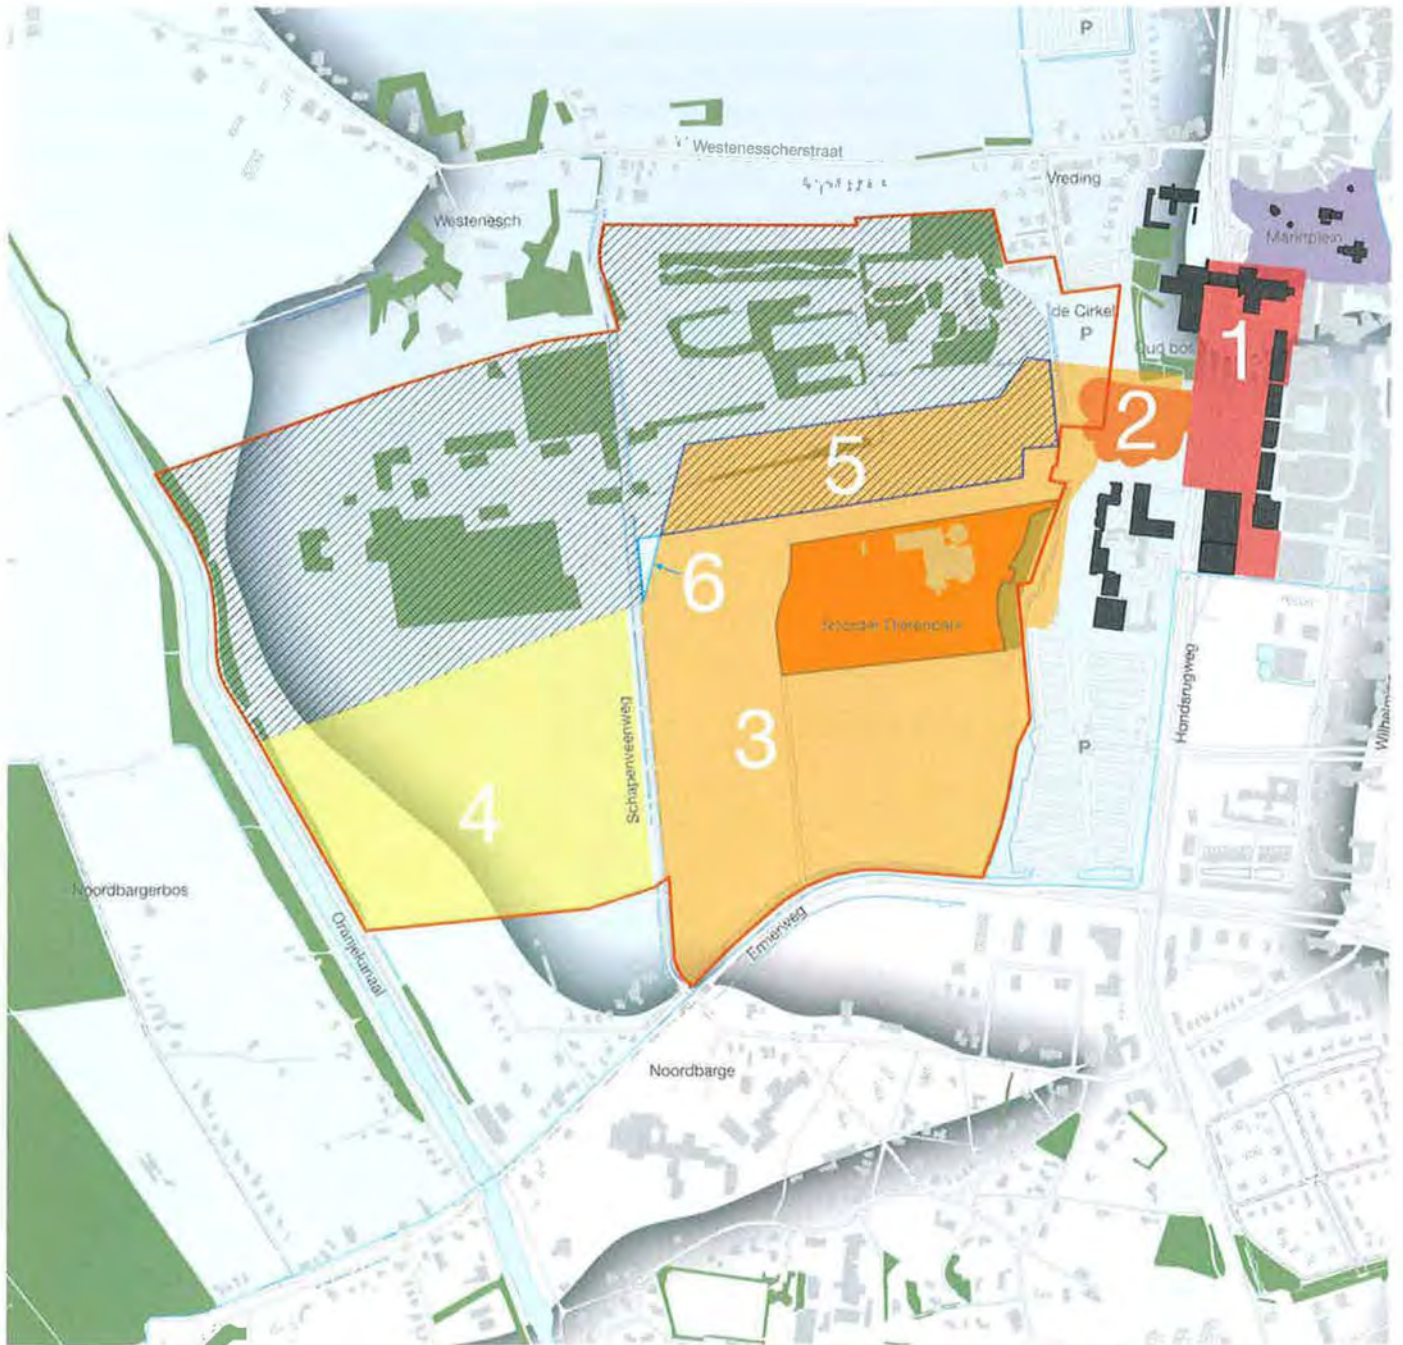 P
Westenesscherstraat
Vreding
Westenesch
Marktplein
de Cirkel
P
1
2
5
6
Noorder Dierenpark
3
Schapenveenweg
Hondsrugweg
P
4
Noordbargerbos
Oranjekanaal
Ermerweg
Noordbarge